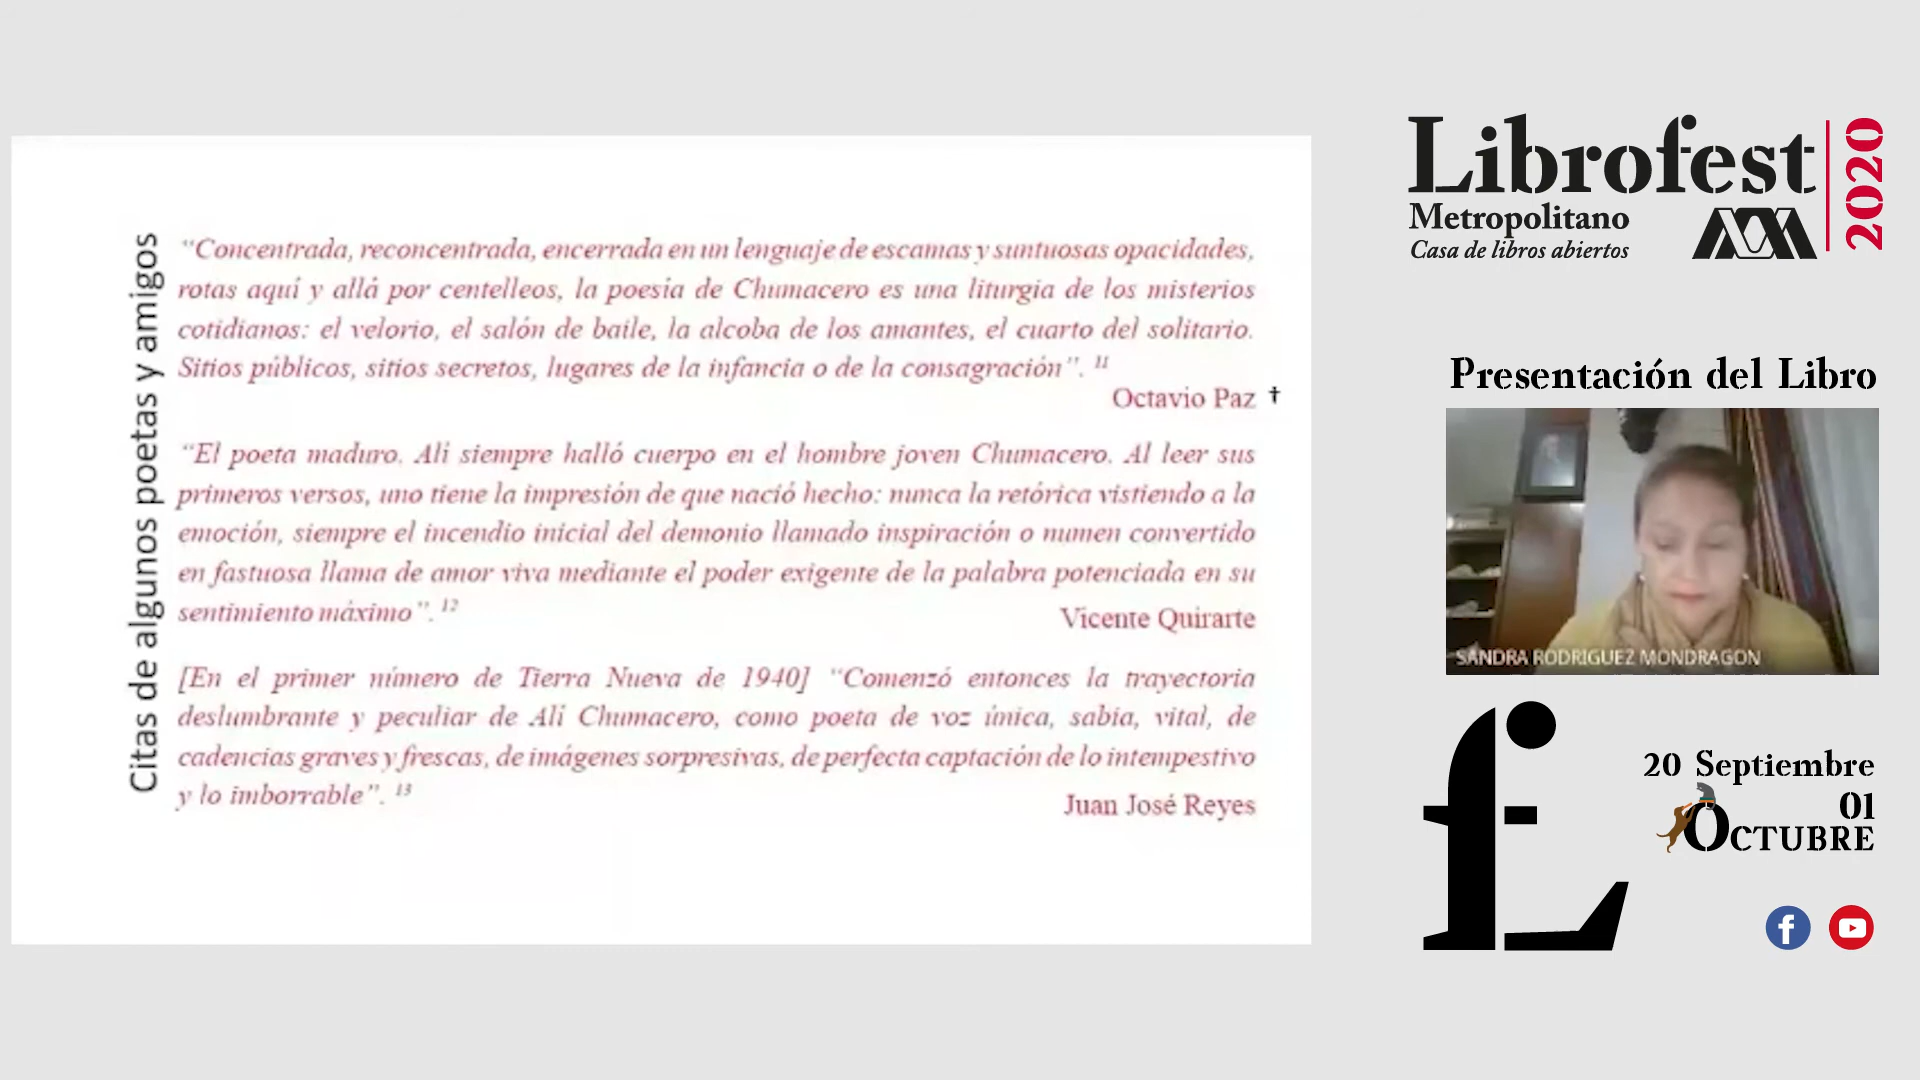 Citas de algunos poetas y amigos
“Concentrada, reconcentrada, encerrada en un lenguaje de escamas y suntuosas opacidades,
rotas aquí y allá por centelleos, la poesía de Chumacero es una liturgia de los misterios
cotidianos: el velorio, el salón de baile, la alcoba de los amantes, el cuarto del solitario.
Sitios públicos, sitios secretos, lugares de la infancia o de la consagración”. 11
Octavio Paz †
“El poeta maduro. Alí siempre halló cuerpo en el hombre joven Chumacero. Al leer sus
primeros versos, uno tiene la impresión de que nació hecho: nunca la retórica vistiendo a la
emoción, siempre el incendio inicial del demonio llamado inspiración o numen convertido
en fastuosa llama de amor viva mediante el poder exigente de la palabra potenciada en su
sentimiento máximo”. 12
Vicente Quirarte
[En el primer número de Tierra Nueva de 1940] “Comenzó entonces la trayectoria
deslumbrante y peculiar de Alí Chumacero, como poeta de voz única, sabia, vital, de
cadencias graves y frescas, de imágenes sorpresivas, de perfecta captación de lo intempestivo
y lo imborrable”. 13
Juan José Reyes
Librofest
2020
Metropolitano
Casa de libros abiertos
Presentación del Libro
SANDRA RODRIGUEZ MONDRAGON
20 Septiembre
01
OCTUBRE